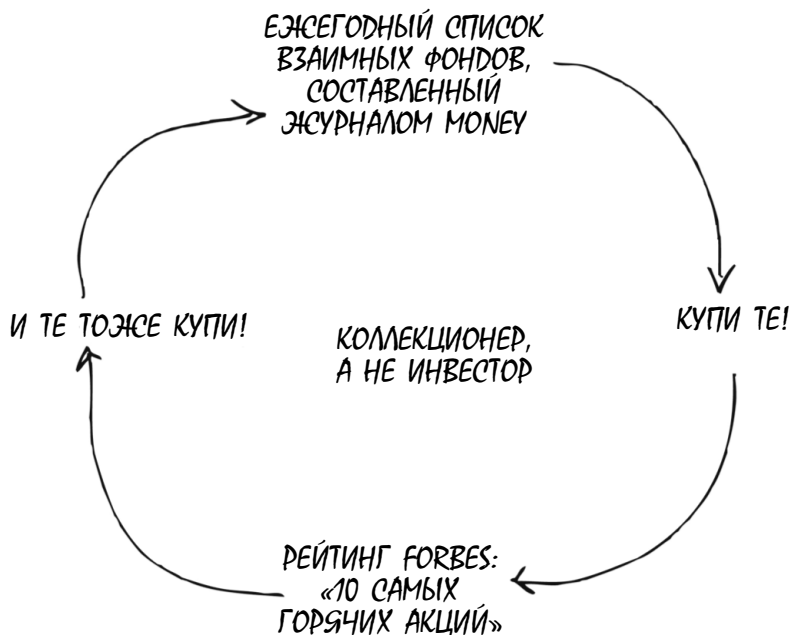 ЕЖЕГОДНЫЙ СПИСОК
ВЗАИМНЫХ ФОНДОВ,
СОСТАВЛЕННЫЙ
ЖУРНАЛОМ MONEY
КУПИ ТЕ!
И ТЕ ТОЖЕ КУПИ!
КОЛЛЕКЦИОНЕР,
А НЕ ИНВЕСТОР
РЕЙТИНГ FORBES:
«10 САМЫХ
ГОРЯЧИХ АКЦИЙ»